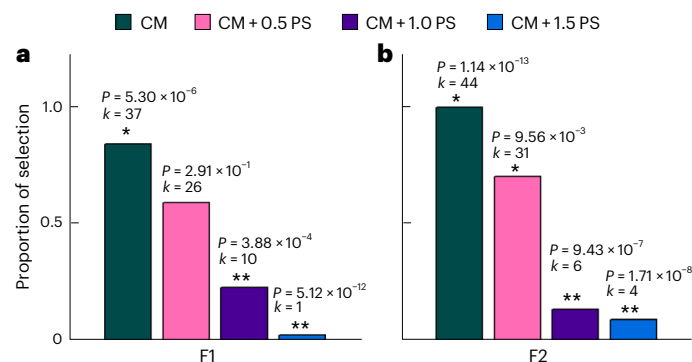 CM CM + 0.5 PS CM + 1.0 PS CM + 1.5 PS
a
Proportion of selection
1.0
0.5
0
P = 5.30 × 10⁻⁶
k = 37
*
P = 2.91 × 10⁻¹
k = 26
P = 3.88 × 10⁻⁴
k = 10
**
P = 5.12 × 10⁻¹²
k = 1
**
F1
b
P = 1.14 × 10⁻¹³
k = 44
*
P = 9.56 × 10⁻³
k = 31
*
P = 9.43 × 10⁻⁷
k = 6
**
P = 1.71 × 10⁻⁸
k = 4
**
F2